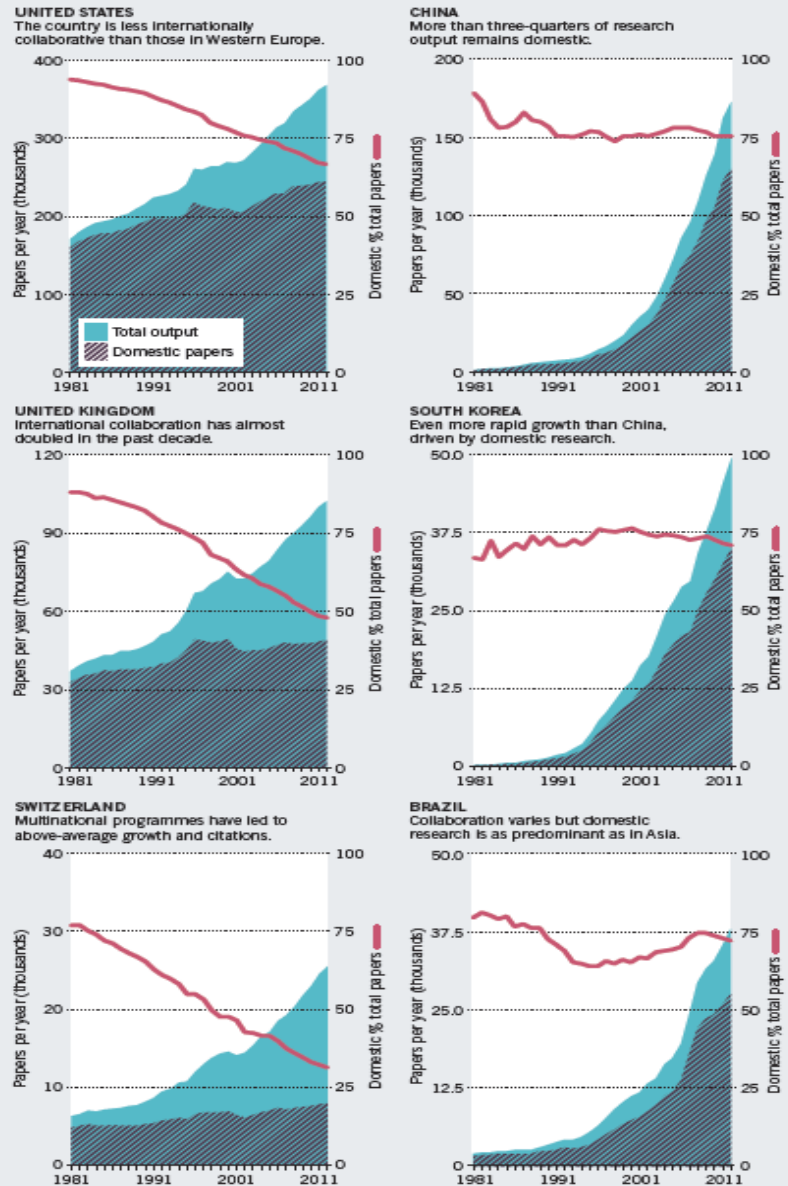 UNITED STATES
The country is less internationally
collaborative than those in Western Europe.
400
300
200
100
0
100
75
50
25
0
Papers per year (thousands)
Domestic % total papers
Total output
Domestic papers
1981
1991
2001
2011
CHINA
More than three-quarters of research
output remains domestic.
200
150
100
50
0
100
75
50
25
0
Papers per year (thousands)
Domestic % total papers
1981
1991
2001
2011
UNITED KINGDOM
International collaboration has almost
doubled in the past decade.
120
90
60
30
0
100
75
50
25
0
Papers per year (thousands)
Domestic % total papers
1981
1991
2001
2011
SOUTH KOREA
Even more rapid growth than China,
driven by domestic research.
50.0
37.5
25.0
12.5
0
100
75
50
25
0
Papers per year (thousands)
Domestic % total papers
1981
1991
2001
2011
SWITZERLAND
Multinational programmes have led to
above-average growth and citations.
40
30
20
10
0
100
75
50
25
0
Papers per year (thousands)
Domestic % total papers
1981
1991
2001
2011
BRAZIL
Collaboration varies but domestic
research is as predominant as in Asia.
50.0
37.5
25.0
12.5
0
100
75
50
25
0
Papers per year (thousands)
Domestic % total papers
1981
1991
2001
2011